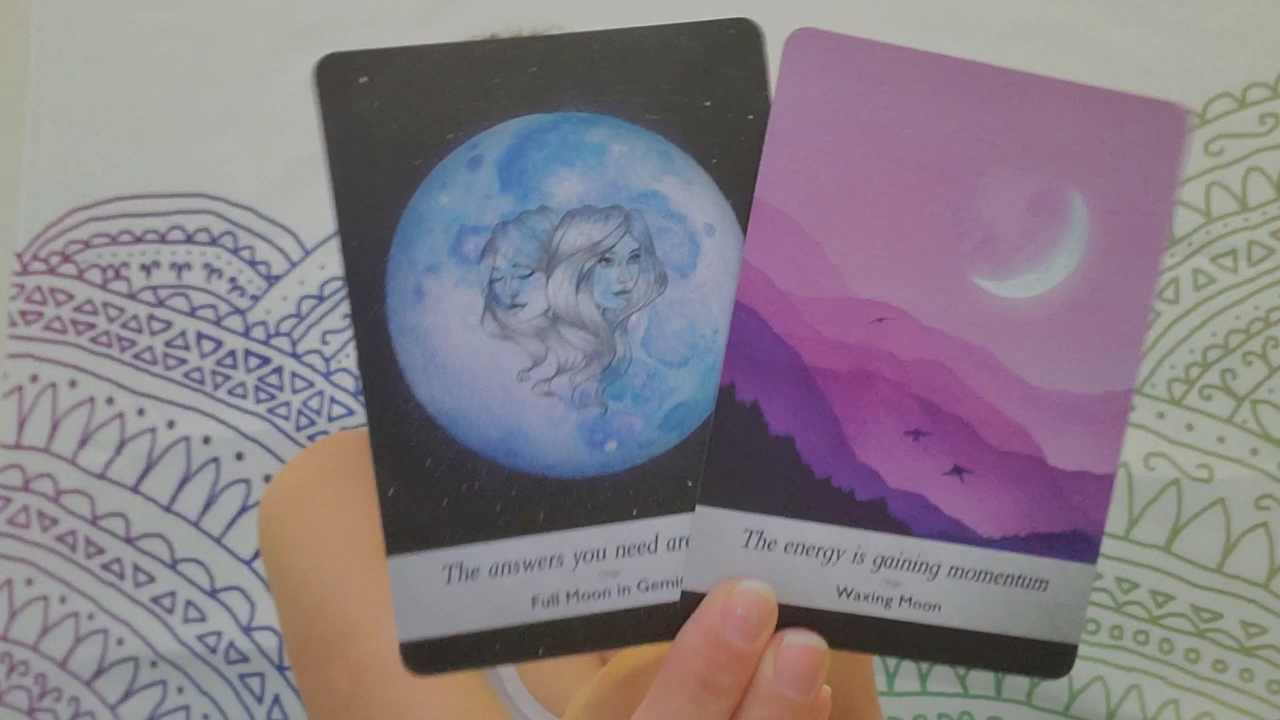 The answers you need are
Full Moon in Gemi
The energy is gaining momentum
Waxing Moon